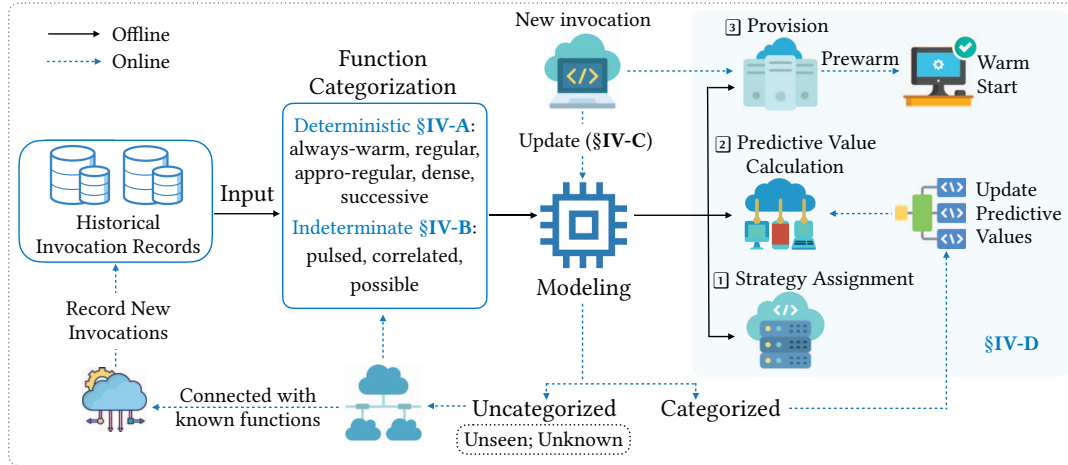 Offline
Online
Function
Categorization
Deterministic §IV-A:
always-warm, regular,
appro-regular, dense,
successive
Indeterminate §IV-B:
pulsed, correlated,
possible
Historical
Invocation Records
Input
Record New
Invocations
Connected with
known functions
New invocation
</>
Update (§IV-C)
Modeling
Uncategorized
Unseen; Unknown
Categorized
3 Provision
Prewarm
Warm
Start
2 Predictive Value
Calculation
Update
Predictive
Values
</>
</>
</>
1 Strategy Assignment
</>
§IV-D